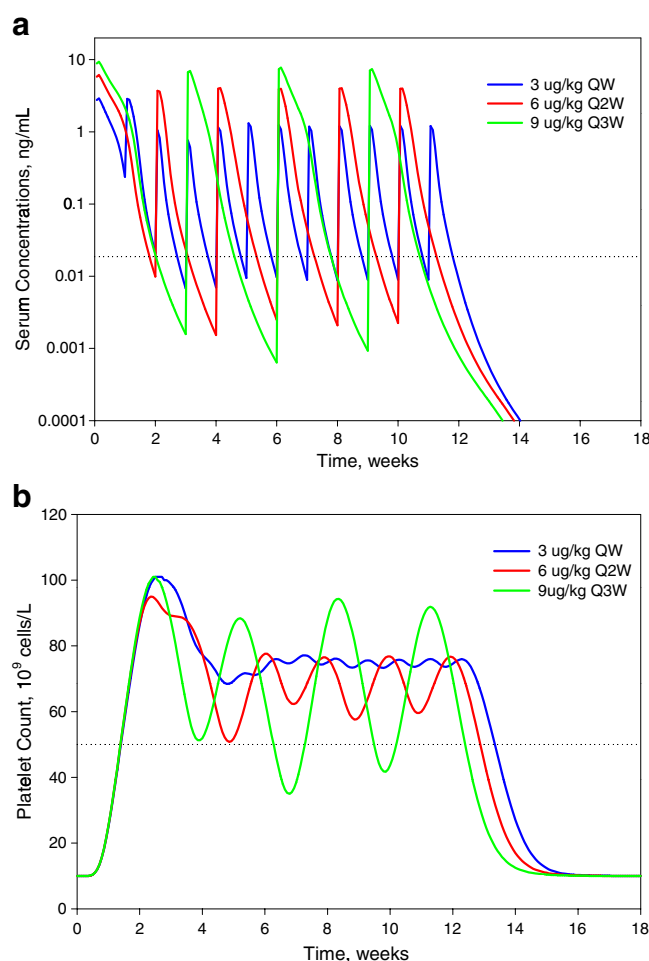 a
Serum Concentrations, ng/mL
10
1
0.1
0.01
0.001
0.0001
3 ug/kg QW
6 ug/kg Q2W
9 ug/kg Q3W
0 2 4 6 8 10 12 14 16 18
Time, weeks
b
Platelet Count, 10⁹ cells/L
120
100
80
60
40
20
0
3 ug/kg QW
6 ug/kg Q2W
9ug/kg Q3W
0 2 4 6 8 10 12 14 16 18
Time, weeks